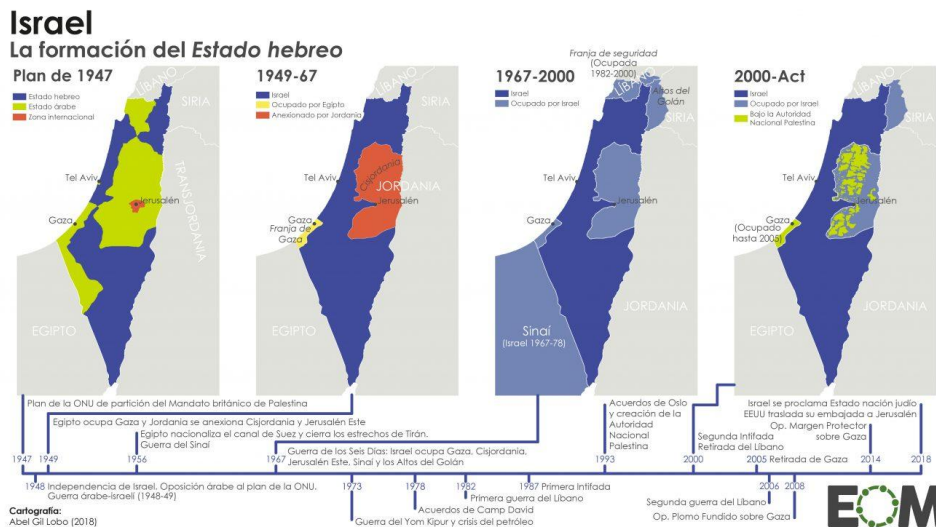 Israel
La formación del Estado hebreo
Plan de 1947
Estado hebreo
Estado árabe
Zona internacional
LÍBANO
SIRIA
TRANSJORDANIA
Tel Aviv
Jerusalén
Gaza
EGIPTO
1949-67
Israel
Ocupado por Egipto
Anexionado por Jordania
LÍBANO
SIRIA
Tel Aviv
Cisjordania
JORDANIA
Jerusalén
Gaza
Franja de
Gaza
EGIPTO
Franja de seguridad
(Ocupada
1982-2000)
1967-2000
Israel
Ocupado por Israel
LÍBANO
Altos del
Golán
SIRIA
Tel Aviv
Jerusalén
Gaza
JORDANIA
Sinaí
(Israel 1967-78)
2000-Act
Israel
Ocupado por Israel
Bajo la Autoridad
Nacional Palestina
LÍBANO
SIRIA
Tel Aviv
Jerusalén
Gaza
(Ocupado
hasta 2005)
JORDANIA
EGIPTO
Plan de la ONU de partición del Mandato británico de Palestina
Egipto ocupa Gaza y Jordania se anexiona Cisjordania y Jerusalén Este
Egipto nacionaliza el canal de Suez y cierra los estrechos de Tirán.
Guerra del Sinaí
Guerra de los Seis Días: Israel ocupa Gaza, Cisjordania,
Jerusalén Este, Sinaí y los Altos del Golán
Acuerdos de Oslo
y creación de la
Autoridad
Nacional
Palestina
Segunda Intifada
Retirada del Líbano
Israel se proclama Estado nación judío
EEUU traslada su embajada a Jerusalén
Op. Margen Protector
sobre Gaza
Retirada de Gaza
1947
1949
1956
1967
1993
2000
2005
2014
2018
1948 Independencia de Israel. Oposición árabe al plan de la ONU.
Guerra árabe-israelí (1948-49)
1973
1978
1982
1987 Primera Intifada
2006
2008
Primera guerra del Líbano
Acuerdos de Camp David
Guerra del Yom Kipur y crisis del petróleo
Segunda guerra del Líbano
Op. Plomo Fundido sobre Gaza
Cartografía:
Abel Gil Lobo (2018)
EOM